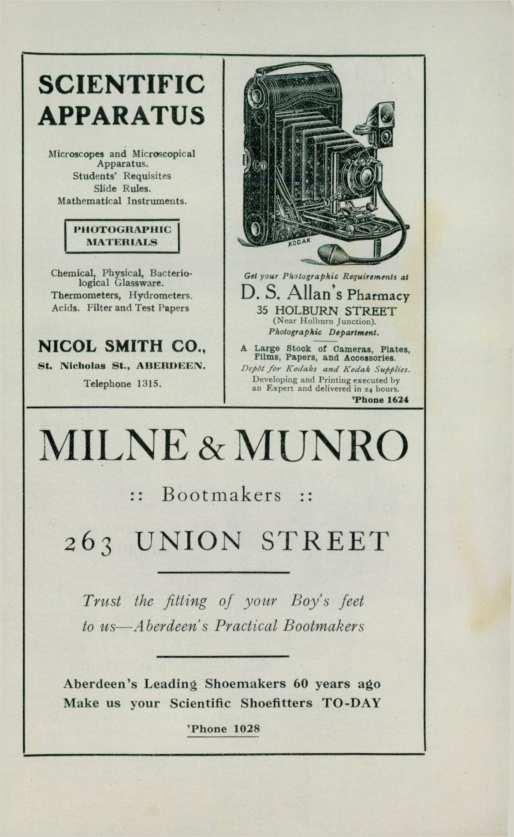 SCIENTIFIC
APPARATUS
Microscopes and Microscopical
Apparatus.
Students' Requisites
Slide Rules.
Mathematical Instruments.
PHOTOGRAPHIC
MATERIALS
Chemical, Physical, Bacterio-
logical Glassware.
Thermometers, Hydrometers.
Acids. Filter and Test Papers
NICOL SMITH CO.,
St. Nicholas St., ABERDEEN.
Telephone 1315.
KODAK
Get your Photographic Requirements at
D. S. Allan's Pharmacy
35 HOLBURN STREET
(Near Holburn Junction).
Photographic Department.
A Large Stock of Cameras, Plates,
Films, Papers, and Accessories.
Depôt for Kodaks and Kodak Supplies.
Developing and Printing executed by
an Expert and delivered in 24 hours.
'Phone 1624
MILNE & MUNRO
:: Bootmakers ::
263 UNION STREET
Trust the fitting of your Boy's feet
to us—Aberdeen's Practical Bootmakers
Aberdeen's Leading Shoemakers 60 years ago
Make us your Scientific Shoefitters TO-DAY
'Phone 1028